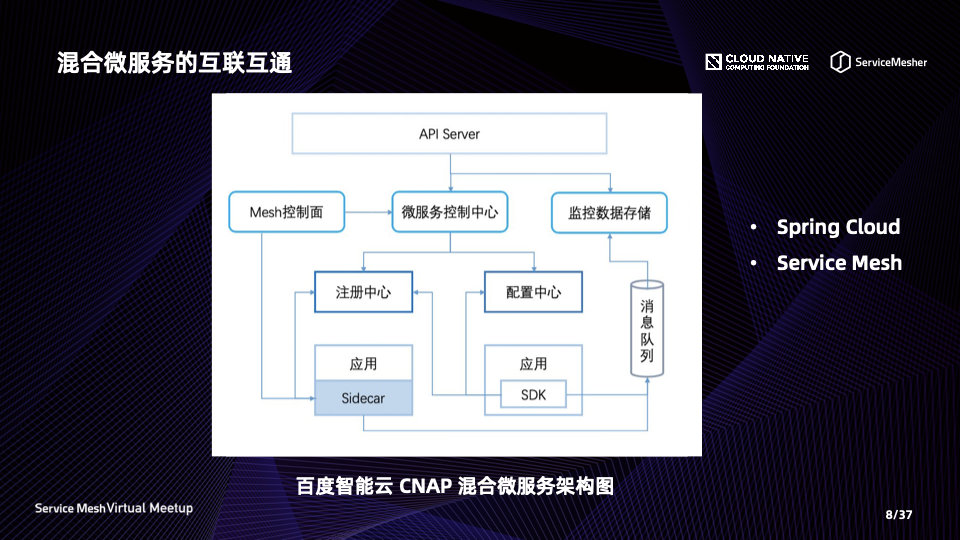 混合微服务的互联互通
CLOUD NATIVE
COMPUTING FOUNDATION
ServiceMesher
API Server
Mesh控制面
微服务控制中心
监控数据存储
注册中心
配置中心
消息队列
应用
Sidecar
应用
SDK
• Spring Cloud
• Service Mesh
百度智能云 CNAP 混合微服务架构图
Service Mesh Virtual Meetup
8/37